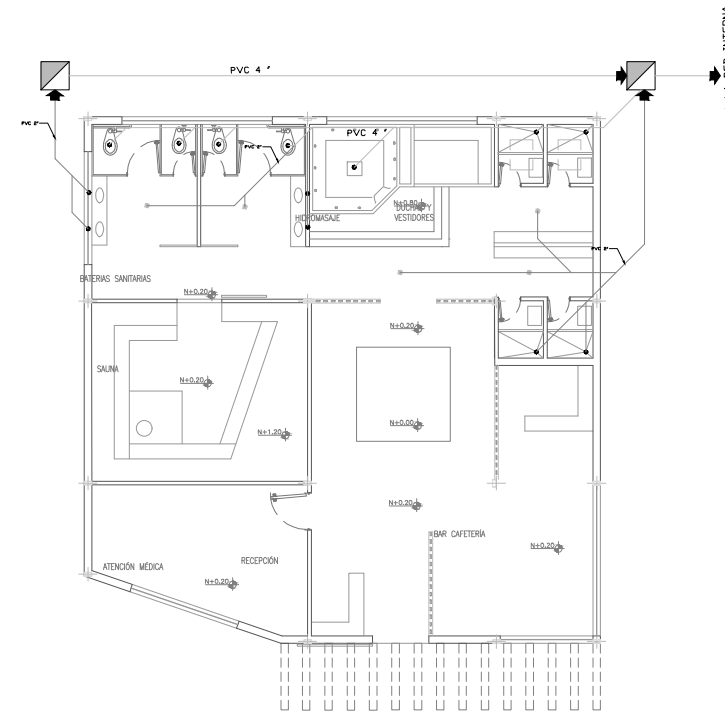 PVC 4 "
PVC 2"
PVC 4"
PVC 4"
HIDROMASAJE
N+0.80
DUCHAS Y
VESTIDORES
PVC 2"
BATERIAS SANITARIAS
N+0.20
N+0.20
SAUNA
N+0.20
N+0.00
N+1.20
N+0.20
BAR CAFETERÍA
N+0.20
RECEPCIÓN
ATENCIÓN MÉDICA
N+0.20